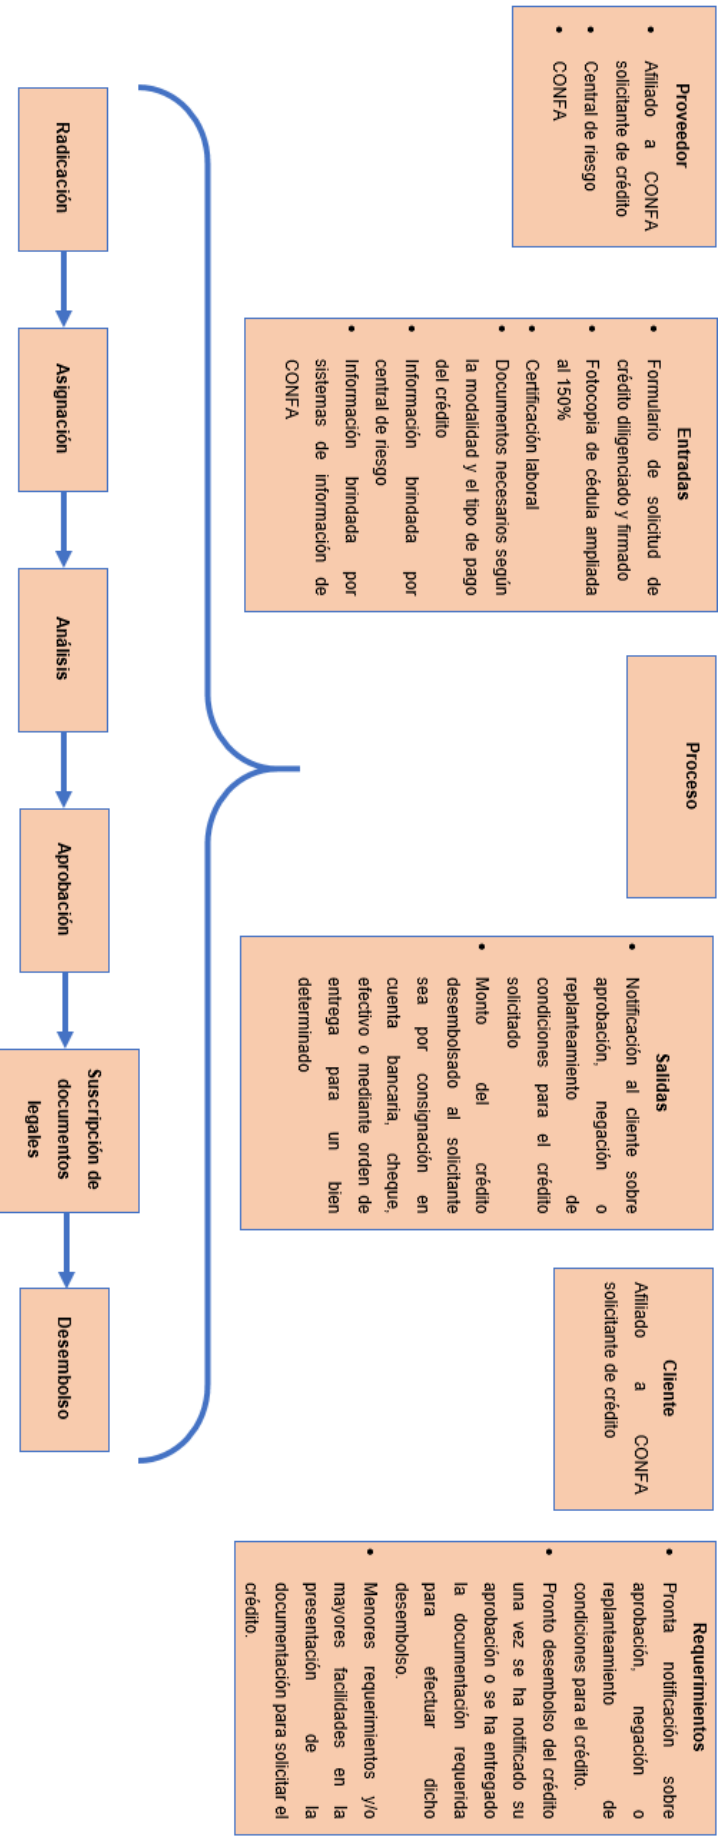 Proveedor
• Afiliado a CONFA
solicitante de crédito
• Central de riesgo
• CONFA
Entradas
• Formulario de solicitud de
crédito diligenciado y firmado
• Fotocopia de cédula ampliada
al 150%
• Certificación laboral
• Documentos necesarios según
la modalidad y el tipo de pago
del crédito
• Información brindada por
central de riesgo
• Información brindada por
sistemas de información de
CONFA
Proceso
Salidas
• Notificación al cliente sobre
aprobación, negación o
replanteamiento de
condiciones para el crédito
solicitado
• Monto del crédito
desembolsado al solicitante
sea por consignación en
cuenta bancaria, cheque,
efectivo o mediante orden de
entrega para un bien
determinado
Cliente
Afiliado a CONFA
solicitante de crédito
Requerimientos
• Pronta notificación sobre
aprobación, negación o
replanteamiento de
condiciones para el crédito.
• Pronto desembolso del crédito
una vez se ha notificado su
aprobación o se ha entregado
la documentación requerida
para efectuar dicho
desembolso.
• Menores requerimientos y/o
mayores facilidades en la
presentación de la
documentación para solicitar el
crédito.
Radicación
Asignación
Análisis
Aprobación
Suscripción de
documentos
legales
Desembolso